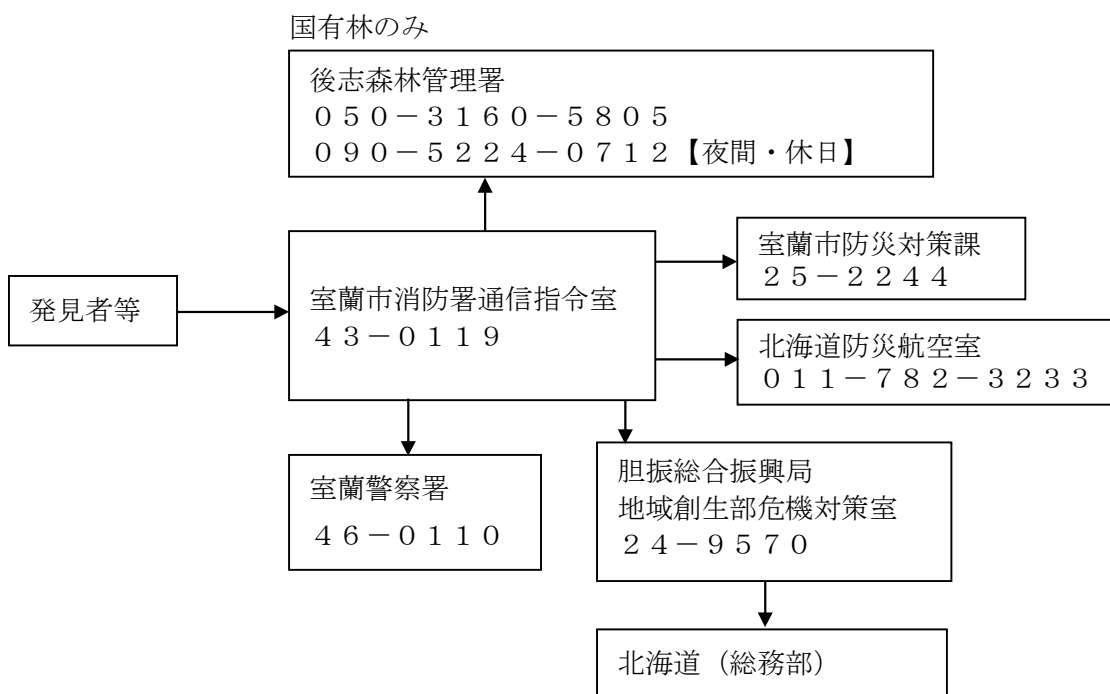 国有林のみ
後志森林管理署
０５０－３１６０－５８０５
０９０－５２２４－０７１２【夜間・休日】
発見者等
室蘭市消防署通信指令室
４３－０１１９
室蘭市防災対策課
２５－２２４４
北海道防災航空室
０１１－７８２－３２３３
室蘭警察署
４６－０１１０
胆振総合振興局
地域創生部危機対策室
２４－９５７０
北海道（総務部）